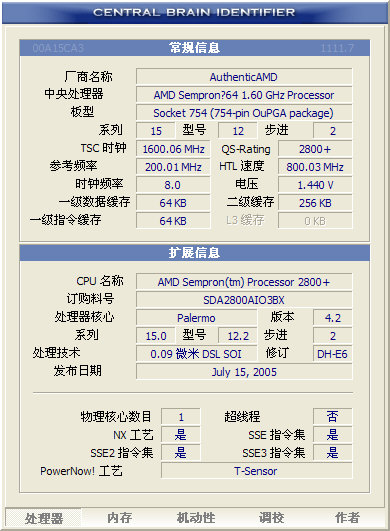 CENTRAL BRAIN IDENTIFIER
00A15CA3 常规信息 1111.7
厂商名称 AuthenticAMD
中央处理器 AMD Sempron?64 1.60 GHz Processor
板型 Socket 754 (754-pin OuPGA package)
系列 15 型号 12 步进 2
TSC 时钟 1600.06 MHz QS-Rating 2800+
参考频率 200.01 MHz HTL 速度 800.03 MHz
时钟频率 8.0 电压 1.440 V
一级数据缓存 64 KB 二级缓存 256 KB
一级指令缓存 64 KB L3 缓存 0 KB
扩展信息
CPU 名称 AMD Sempron(tm) Processor 2800+
订购料号 SDA2800AIO3BX
处理器核心 Palermo 版本 4.2
系列 15.0 型号 12.2 步进 2
处理技术 0.09 微米 DSL SOI 修订 DH-E6
发布日期 July 15, 2005
物理核心数目 1 超线程 否
NX 工艺 是 SSE 指令集 是
SSE2 指令集 是 SSE3 指令集 是
PowerNow! 工艺 T-Sensor
处理器 内存 机动性 调校 作者